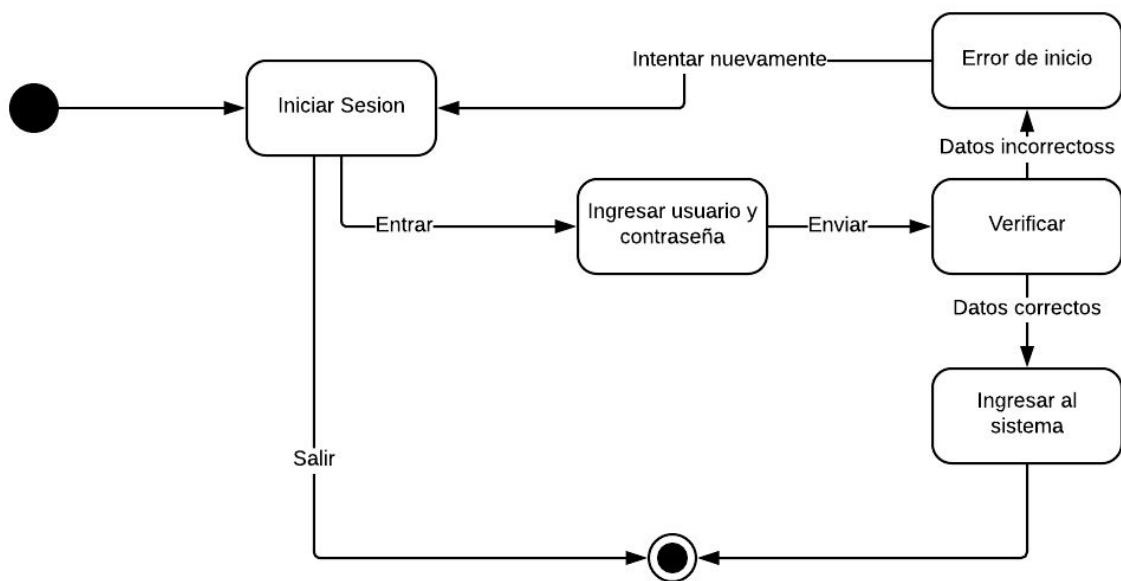 Intentar nuevamente
Error de inicio
Iniciar Sesion
Datos incorrectoss
Entrar
Ingresar usuario y
contraseña
Enviar
Verificar
Datos correctos
Ingresar al
sistema
Salir